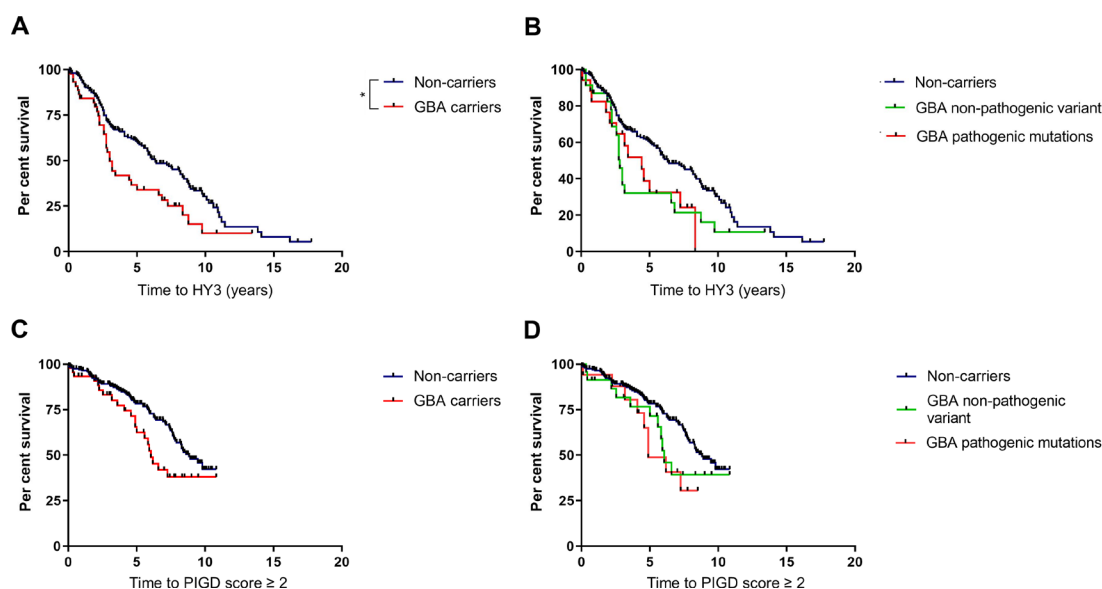 A
B
Per cent survival
100
75
50
25
0
0 5 10 15 20
Time to HY3 (years)
*
Non-carriers
GBA carriers
Per cent survival
100
80
60
40
20
0
0 5 10 15 20
Time to HY3 (years)
Non-carriers
GBA non-pathogenic variant
GBA pathogenic mutations
C
D
Per cent survival
100
75
50
25
0
0 5 10 15 20
Time to PIGD score ≥ 2
Non-carriers
GBA carriers
Per cent survival
100
75
50
25
0
0 5 10 15 20
Time to PIGD score ≥ 2
Non-carriers
GBA non-pathogenic
variant
GBA pathogenic mutations